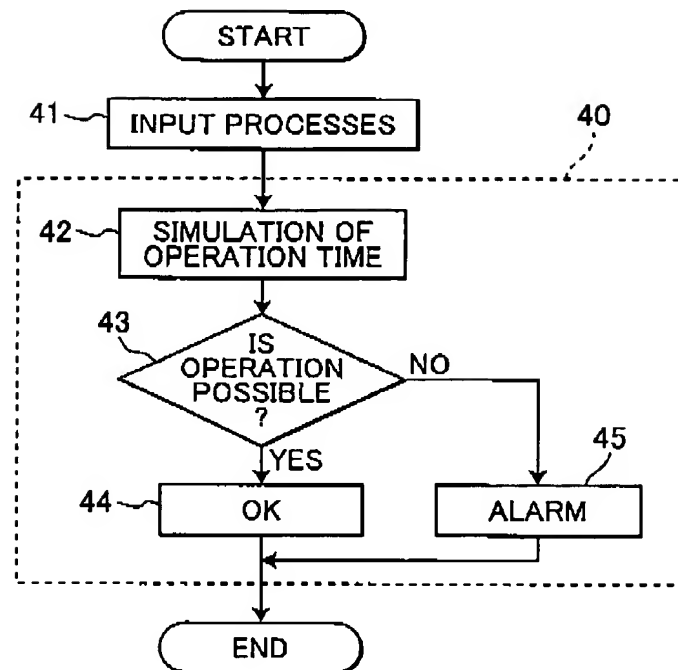 START
41
INPUT PROCESSES
40
42
SIMULATION OF
OPERATION TIME
43
IS
OPERATION
POSSIBLE
?
NO
YES
45
44
OK
ALARM
END